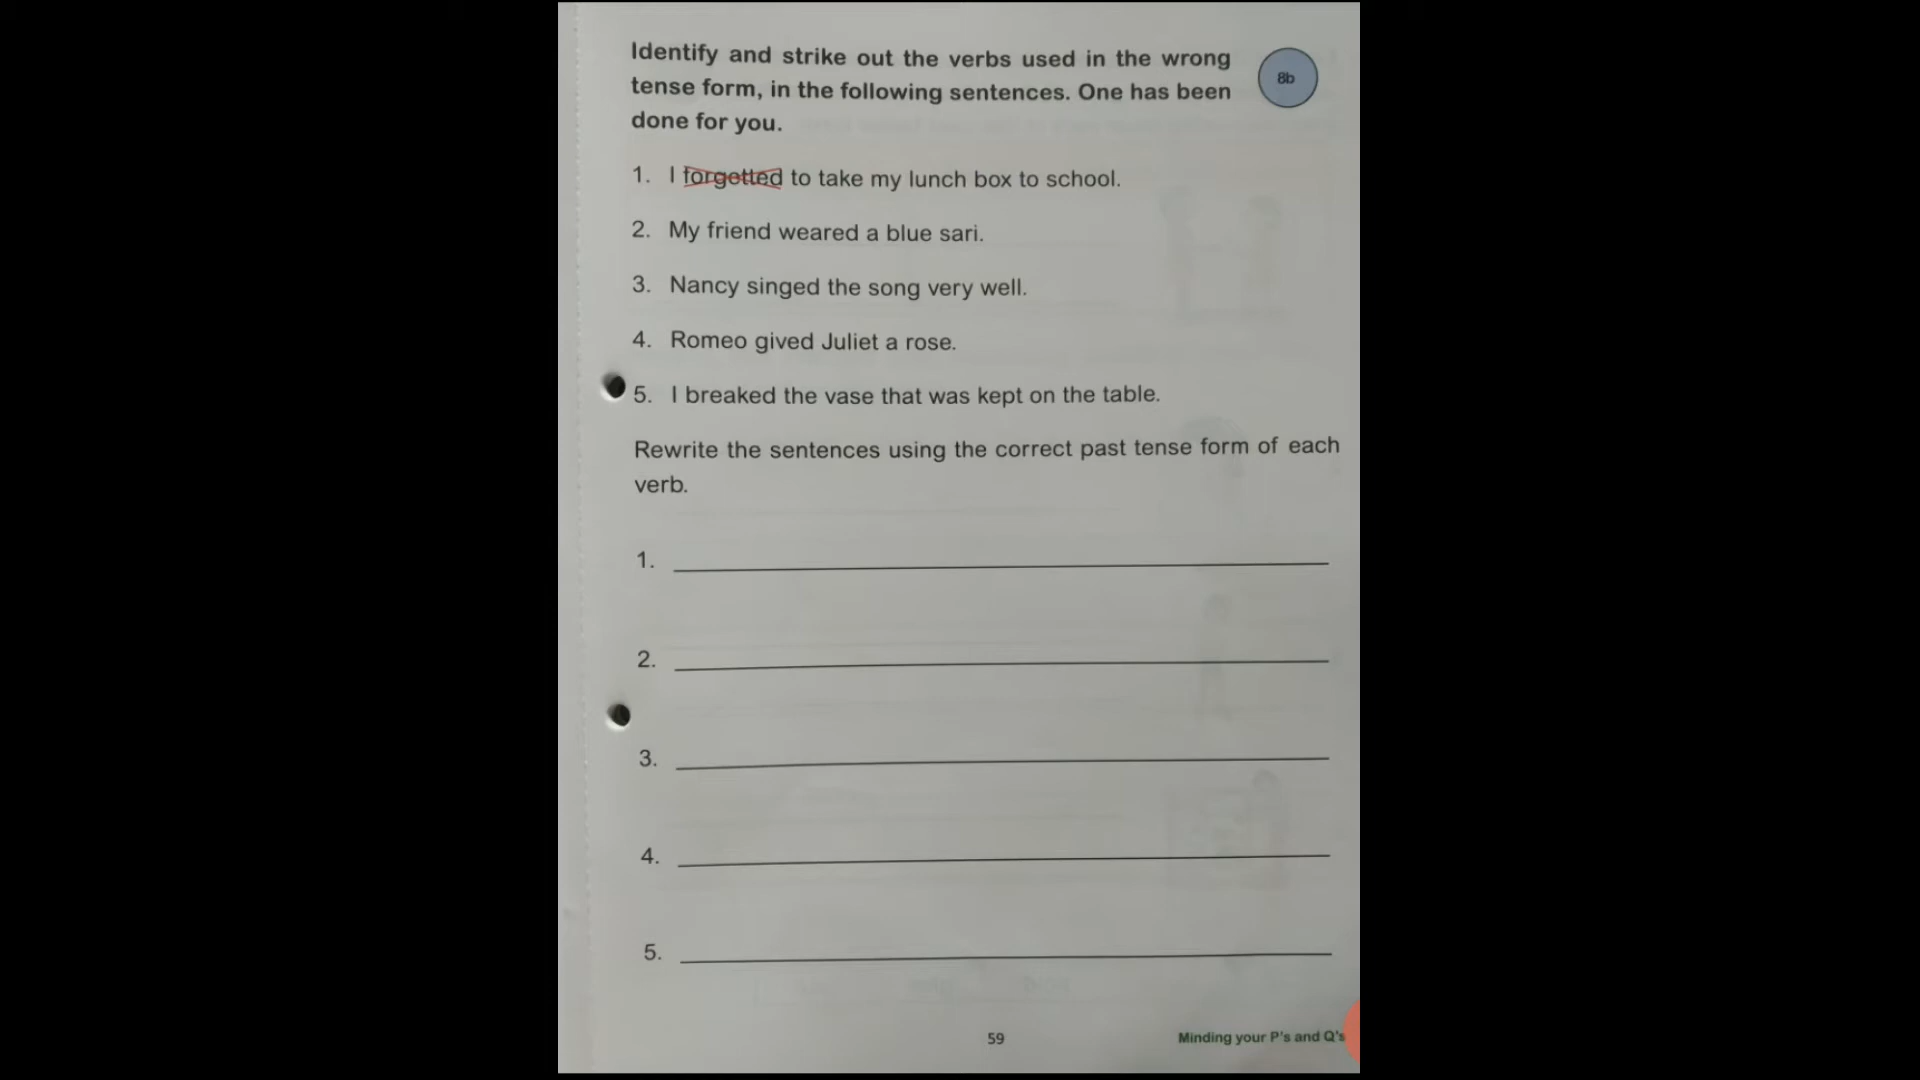 Identify and strike out the verbs used in the wrong
8b
tense form, in the following sentences. One has been
done for you.
1. I forgetted to take my lunch box to school.
2. My friend weared a blue sari.
3. Nancy singed the song very well.
4. Romeo gived Juliet a rose.
5. I breaked the vase that was kept on the table.
Rewrite the sentences using the correct past tense form of each
verb.
1.
2.
3.
4.
5.
59
Minding your P's and Q's